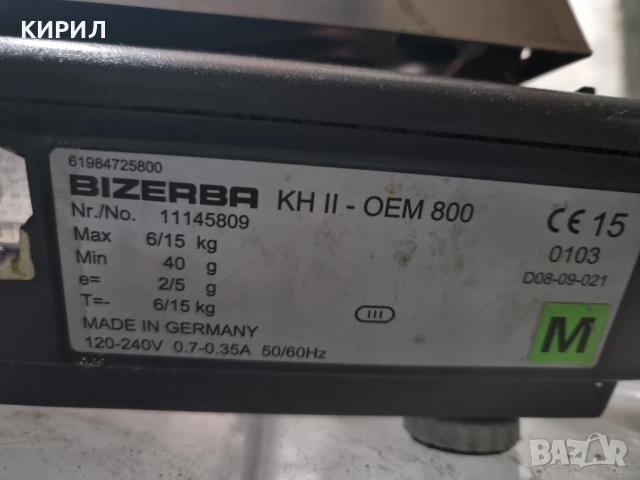 КИРИЛ
61984725800
BIZERBA KH II - OEM 800
Nr./No. 11145809
Max 6/15 kg
Min 40 g
e= 2/5 g
T=- 6/15 kg
MADE IN GERMANY
120-240V 0.7-0.35A 50/60Hz
III
CE 15
0103
D08-09-021
M
BAZAR